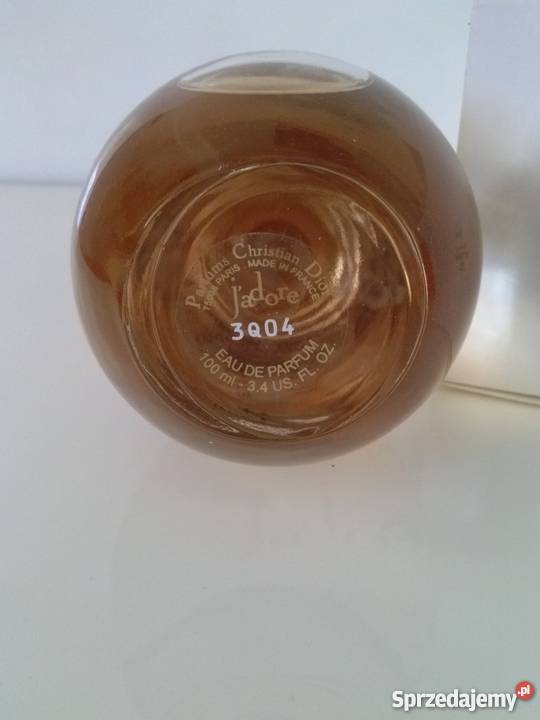 Parfums Christian Dior
75008 PARIS - MADE IN FRANCE
j'adore
3Q04
EAU DE PARFUM
100 ml - 3.4 US. FL. OZ.
Sprzedajemy.pl